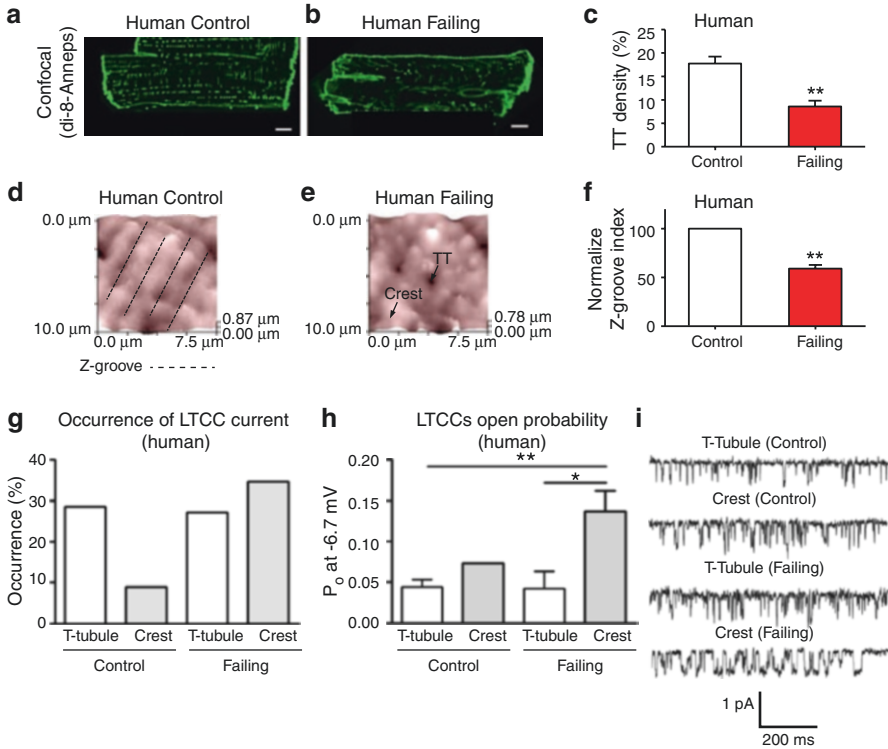 a
Human Control
Confocal
(di-8-Anneps)
b
Human Failing
c
Human
TT density (%)
25
20
15
10
5
0
**
Control
Failing
d
Human Control
0.0 µm
10.0 µm
0.87 µm
0.00 µm
0.0 µm
7.5 µm
Z-groove
e
Human Failing
0.0 µm
TT
Crest
10.0 µm
0.78 µm
0.00 µm
0.0 µm
7.5 µm
f
Human
Normalize
Z-groove index
100
50
0
**
Control
Failing
g
Occurrence of LTCC current
(human)
Occurrence (%)
40
30
20
10
0
T-tubule
Crest
T-tubule
Crest
Control
Failing
h
LTCCs open probability
(human)
Po at -6.7 mV
0.20
0.15
0.10
0.05
0.00
**
*
T-tubule
Crest
T-tubule
Crest
Control
Failing
i
T-Tubule (Control)
Crest (Control)
T-Tubule (Failing)
Crest (Failing)
1 pA
200 ms